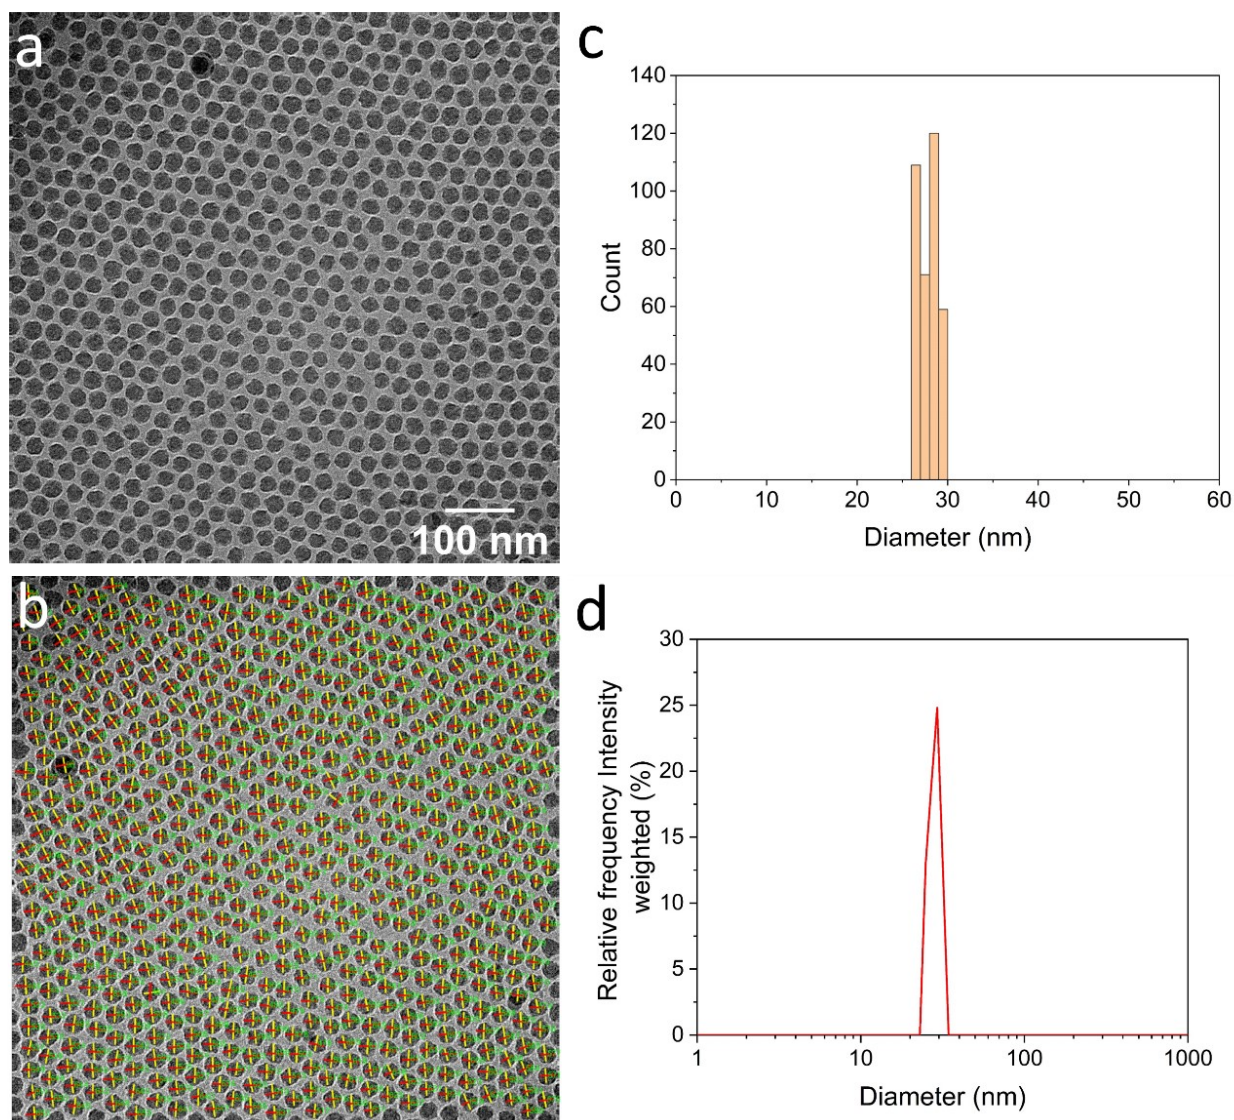 a
100 nm
b
c
140
120
100
80
60
40
20
0
Count
0 10 20 30 40 50 60
Diameter (nm)
d
30
25
20
15
10
5
0
Relative frequency Intensity
weighted (%)
1 10 100 1000
Diameter (nm)